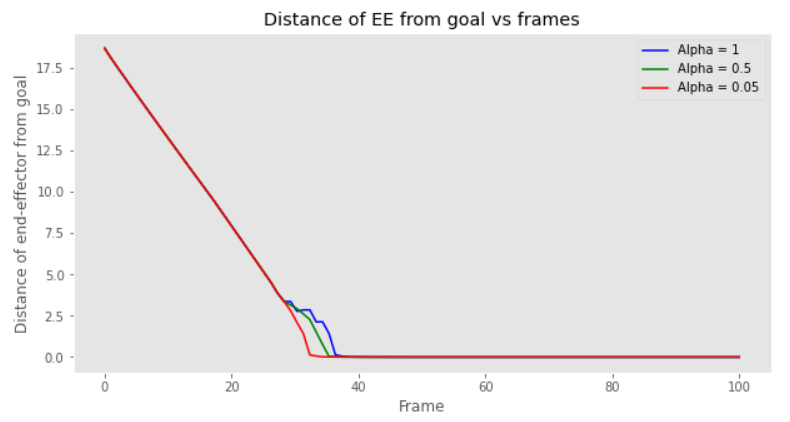 Distance of EE from goal vs frames
Alpha = 1
Alpha = 0.5
Alpha = 0.05
Distance of end-effector from goal
17.5
15.0
12.5
10.0
7.5
5.0
2.5
0.0
0 20 40 60 80 100
Frame